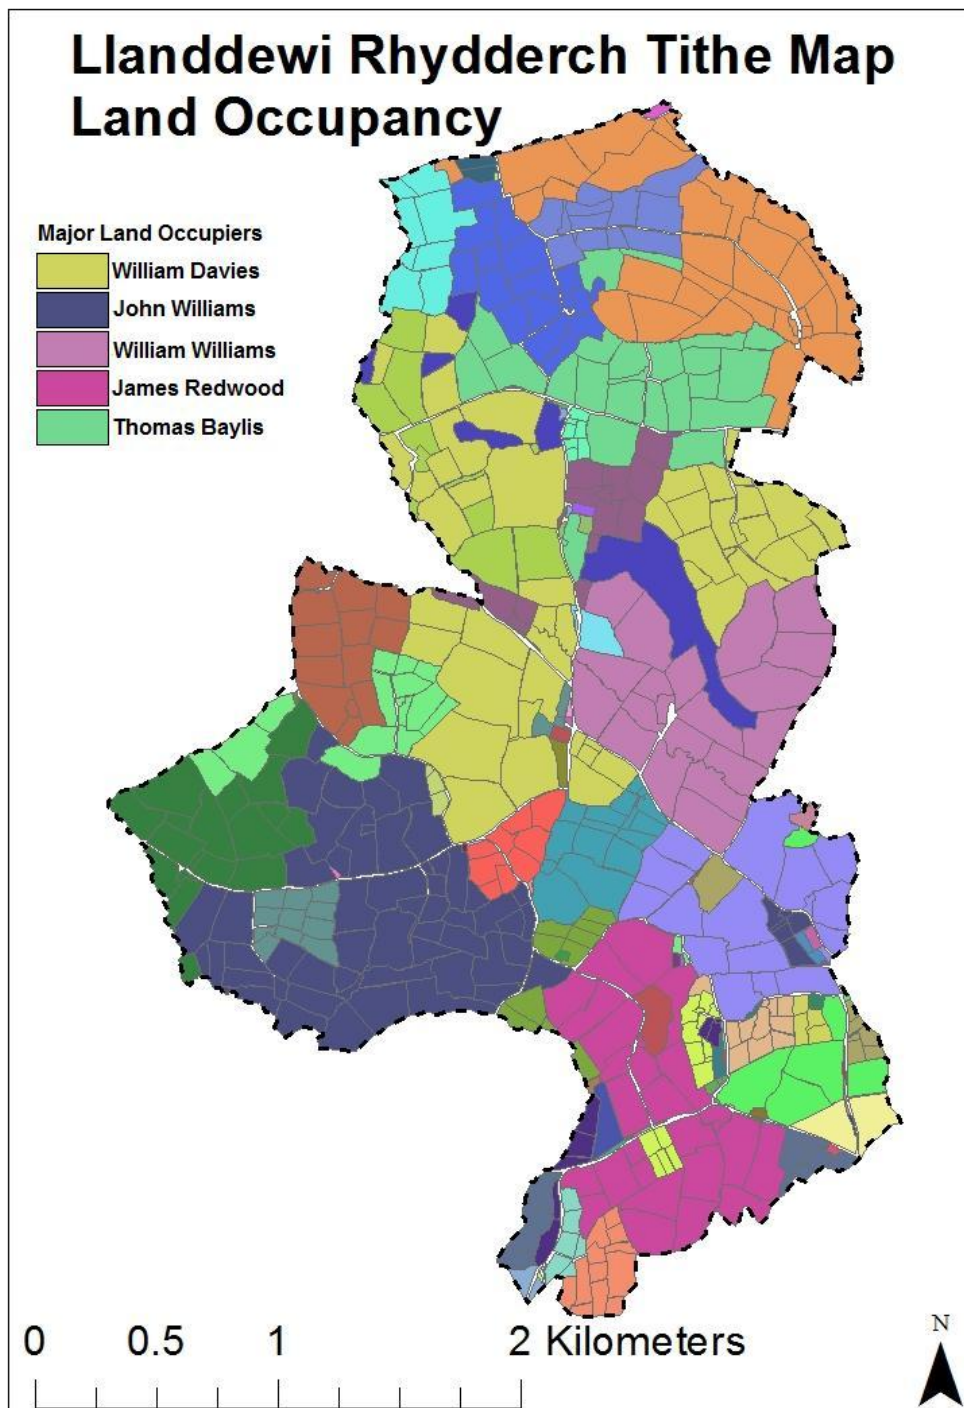 Llanddewi Rhydderch Tithe Map
Land Occupancy
Major Land Occupiers
William Davies
John Williams
William Williams
James Redwood
Thomas Baylis
0 0.5 1 2 Kilometers
N